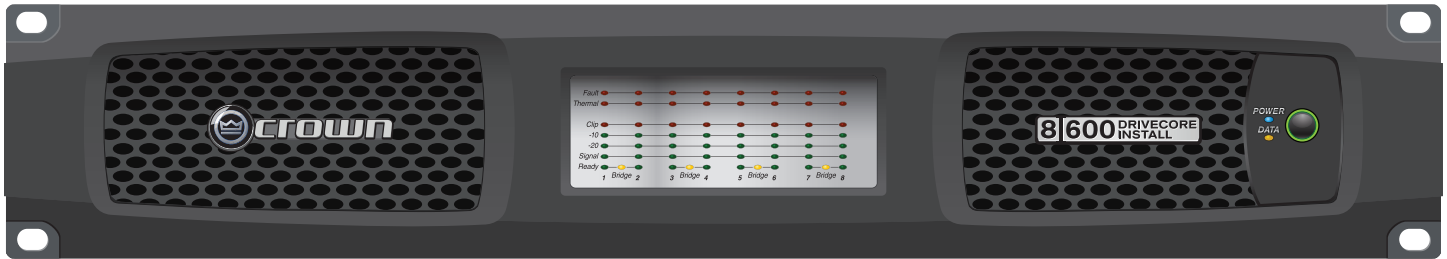 crown
Fault
Thermal
Clip
-10
-20
Signal
Ready
1 Bridge 2 3 Bridge 4 5 Bridge 6 7 Bridge 8
8|600 DRIVECORE
INSTALL
POWER
DATA